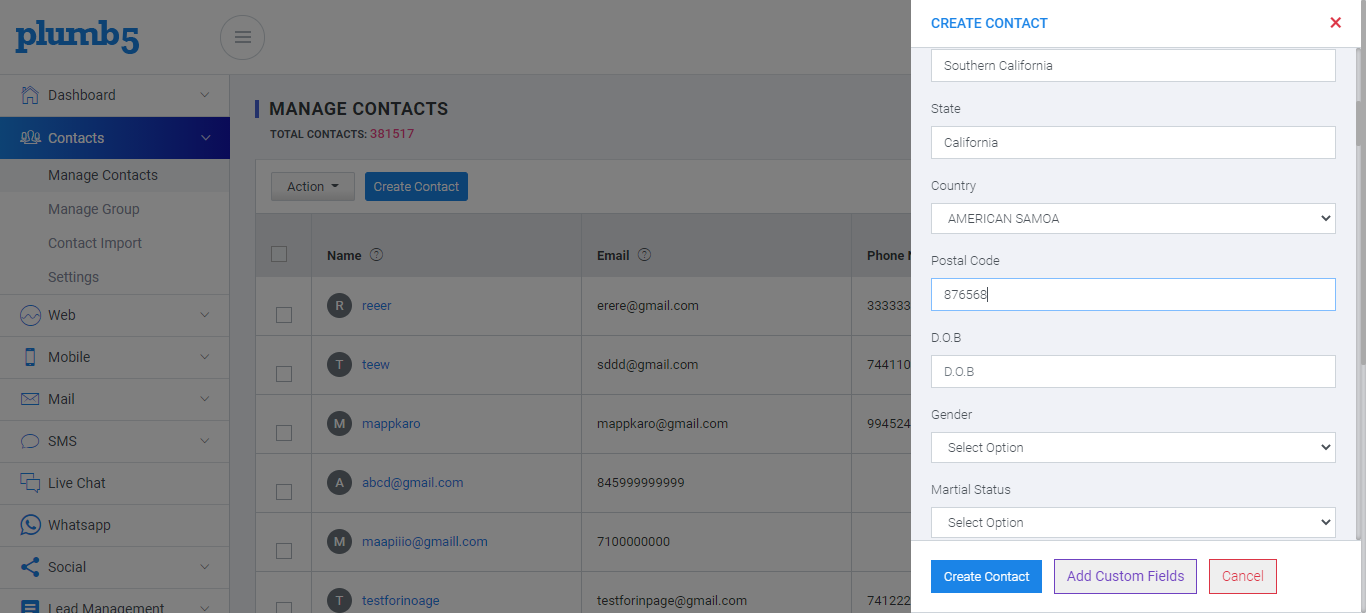 plumb5
CREATE CONTACT
Dashboard
Contacts
Manage Contacts
Manage Group
Contact Import
Settings
Web
Mobile
Mail
SMS
Live Chat
Whatsapp
Social
Lead Management
MANAGE CONTACTS
TOTAL CONTACTS: 381517
Action
Create Contact
Name
Email
Phone
R reeer erere@gmail.com 333333
T teew sddd@gmail.com 744110
M mappkaro mappkaro@gmail.com 994524
A abcd@gmail.com 845999999999
M maapiiio@gmaill.com 7100000000
T testforinoage testforinpage@gmail.com 741222
Southern California
State
California
Country
AMERICAN SAMOA
Postal Code
876568
D.O.B
D.O.B
Gender
Select Option
Martial Status
Select Option
Create Contact
Add Custom Fields
Cancel